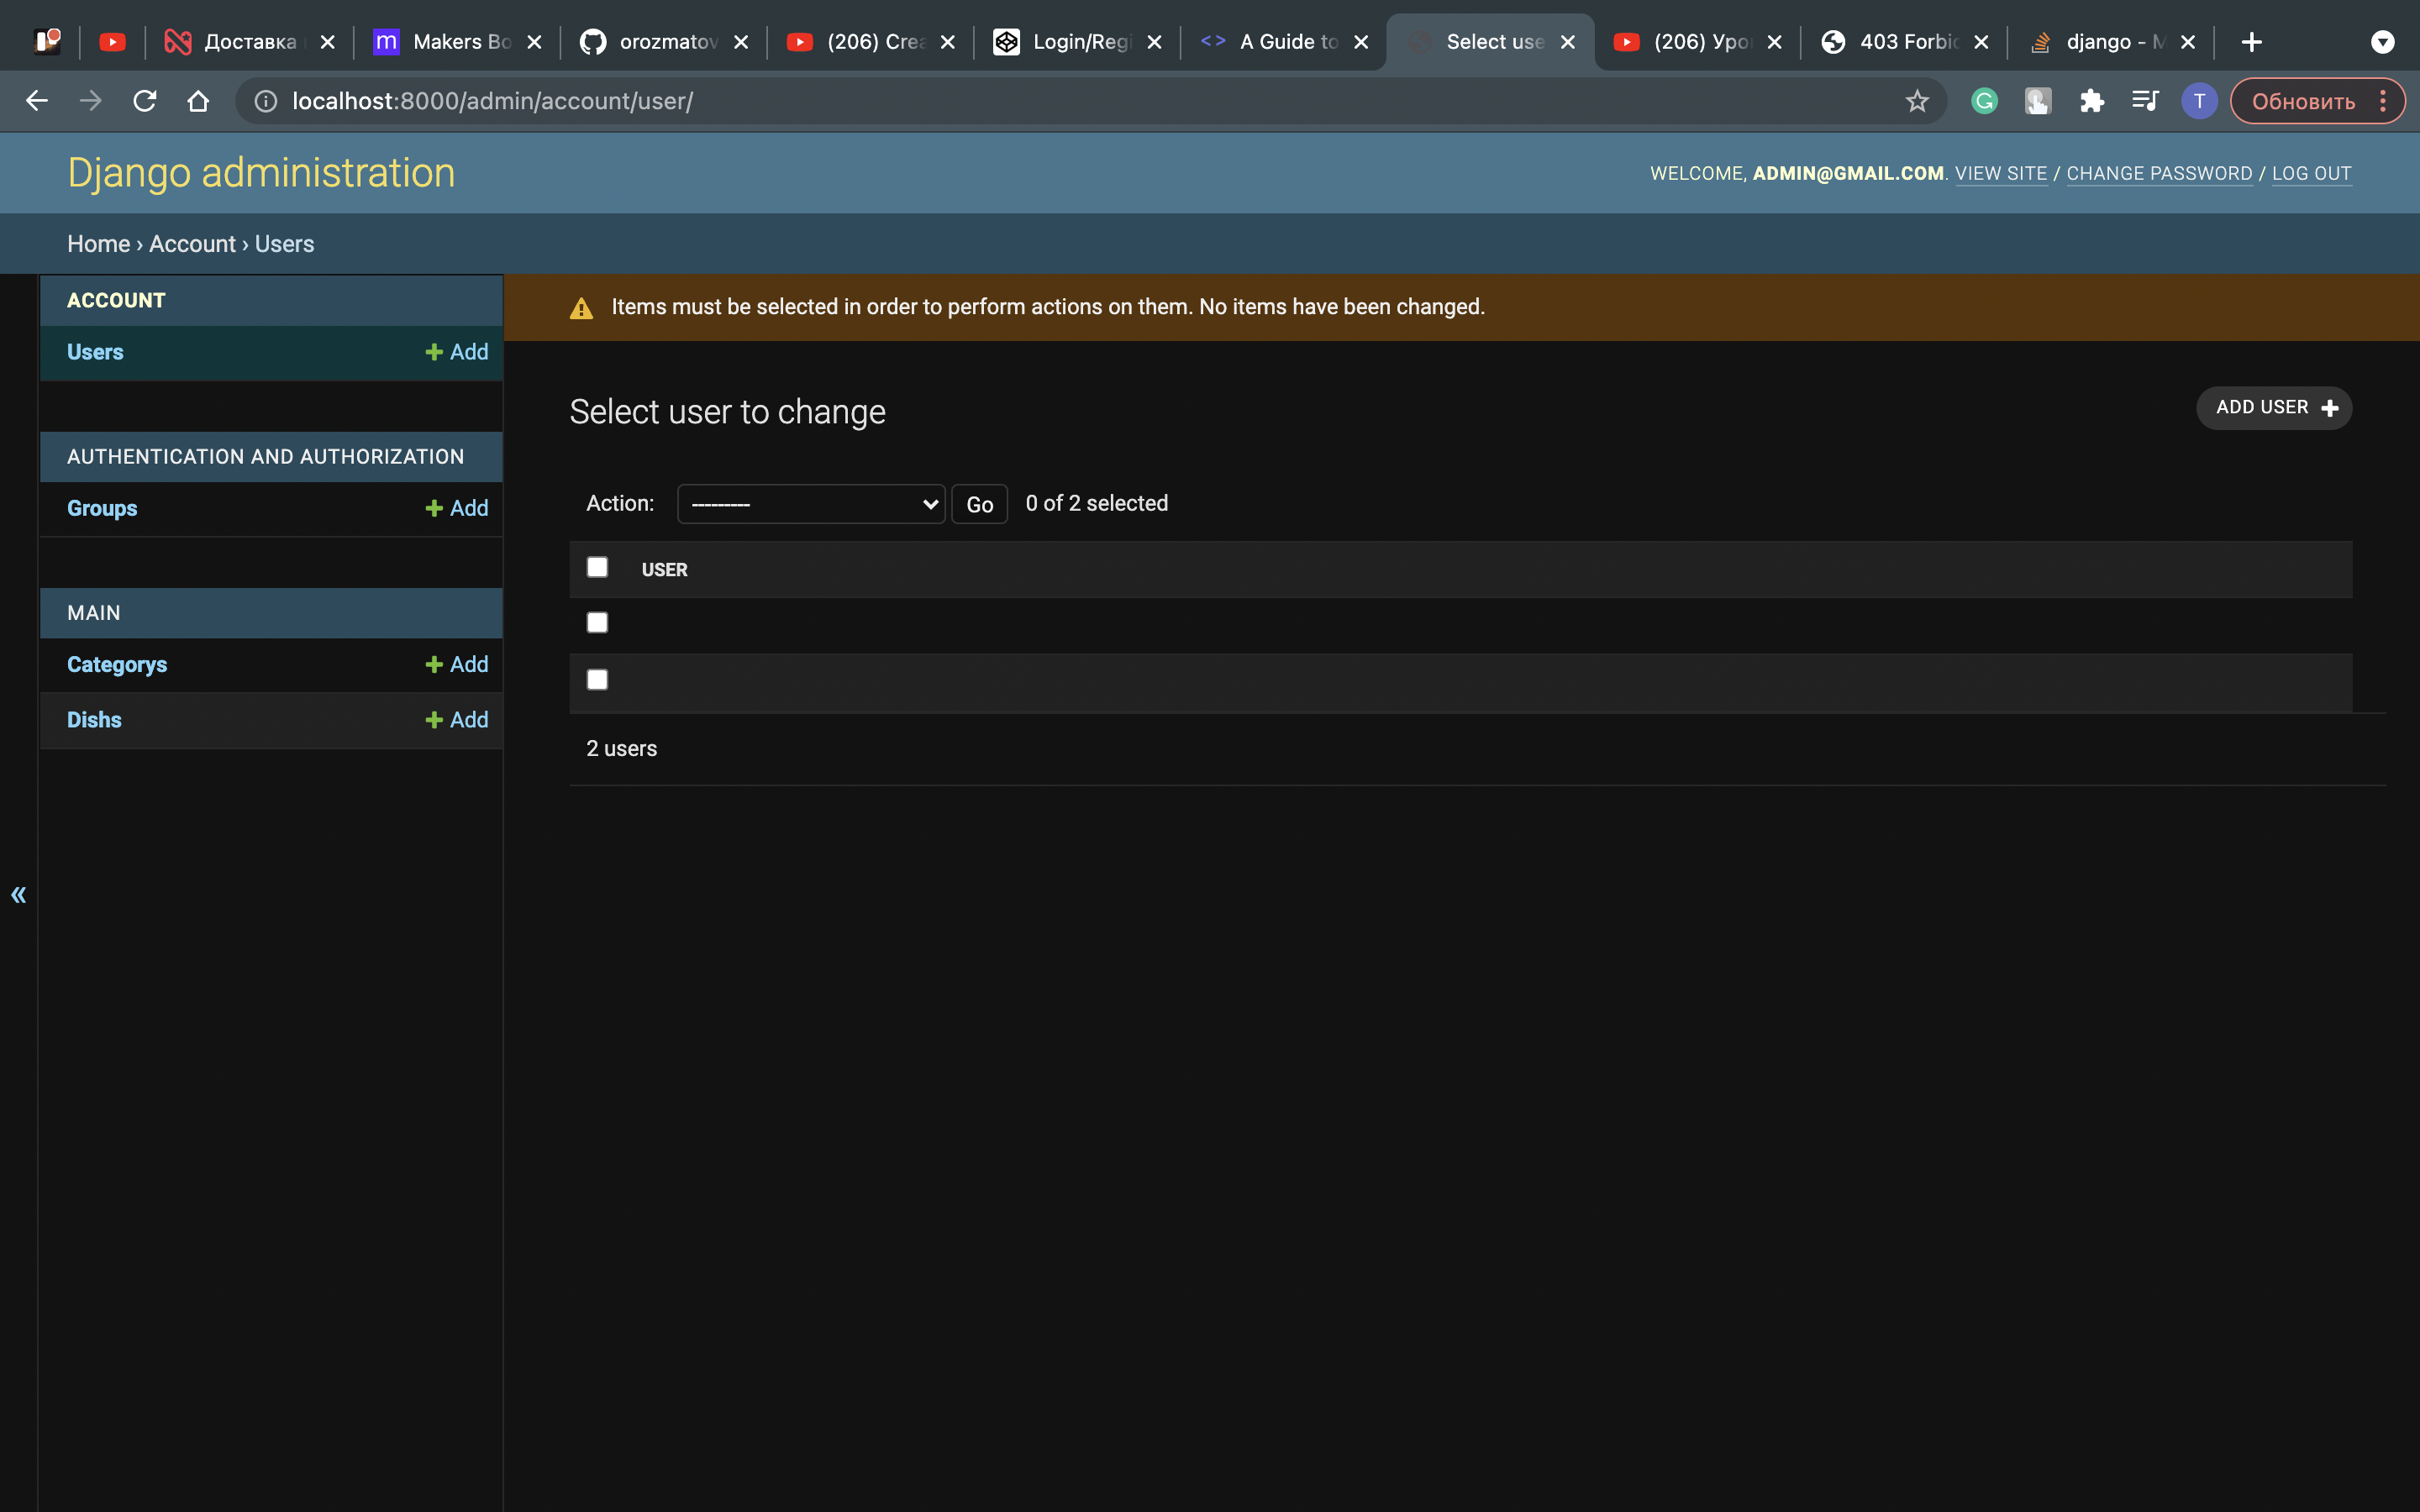 Доставка
m Makers Bo
orozmatov
(206) Crea
Login/Regi
<> A Guide to
Select use
(206) Уро
403 Forbid
django - M
localhost:8000/admin/account/user/
G
T
Обновить
Django administration
WELCOME, ADMIN@GMAIL.COM. VIEW SITE / CHANGE PASSWORD / LOG OUT
Home › Account › Users
ACCOUNT
Users + Add
AUTHENTICATION AND AUTHORIZATION
Groups + Add
MAIN
Categorys + Add
Dishs + Add
«
Items must be selected in order to perform actions on them. No items have been changed.
Select user to change
ADD USER +
Action: --------- Go 0 of 2 selected
USER
2 users